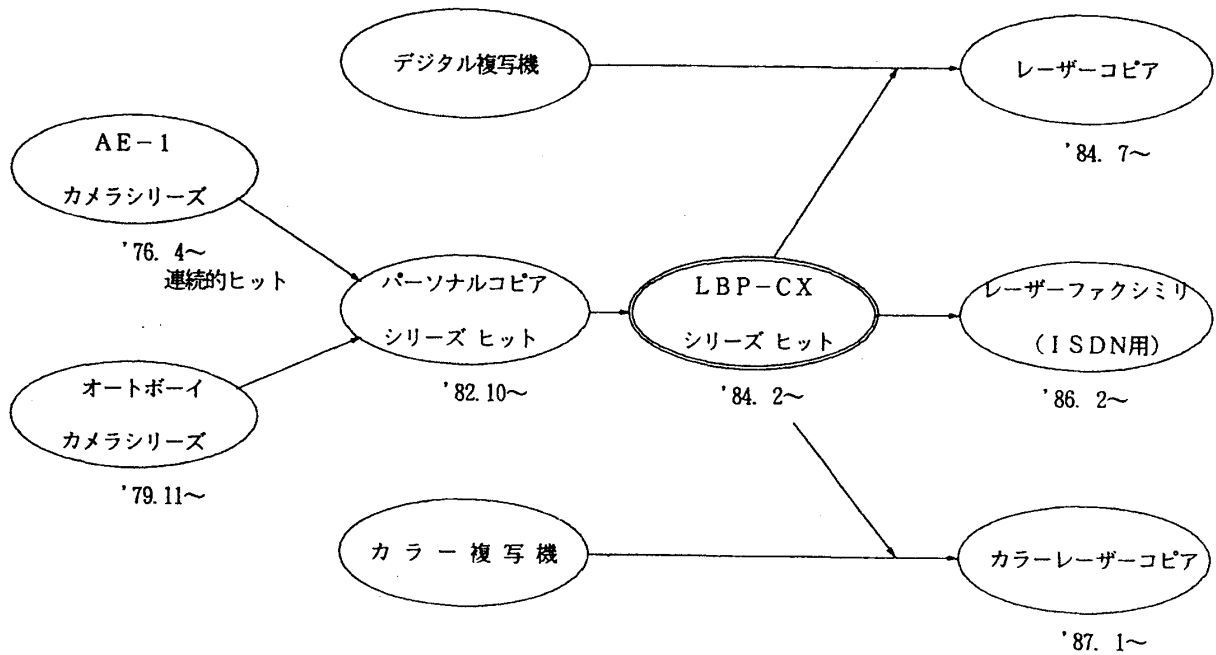 デジタル複写機
レーザーコピア
'84. 7～
AE－1
カメラシリーズ
'76. 4～
連続的ヒット
パーソナルコピア
シリーズ ヒット
'82.10～
LBP－CX
シリーズ ヒット
'84. 2～
レーザーファクシミリ
（ISDN用）
'86. 2～
オートボーイ
カメラシリーズ
'79.11～
カラー複写機
カラーレーザーコピア
'87. 1～